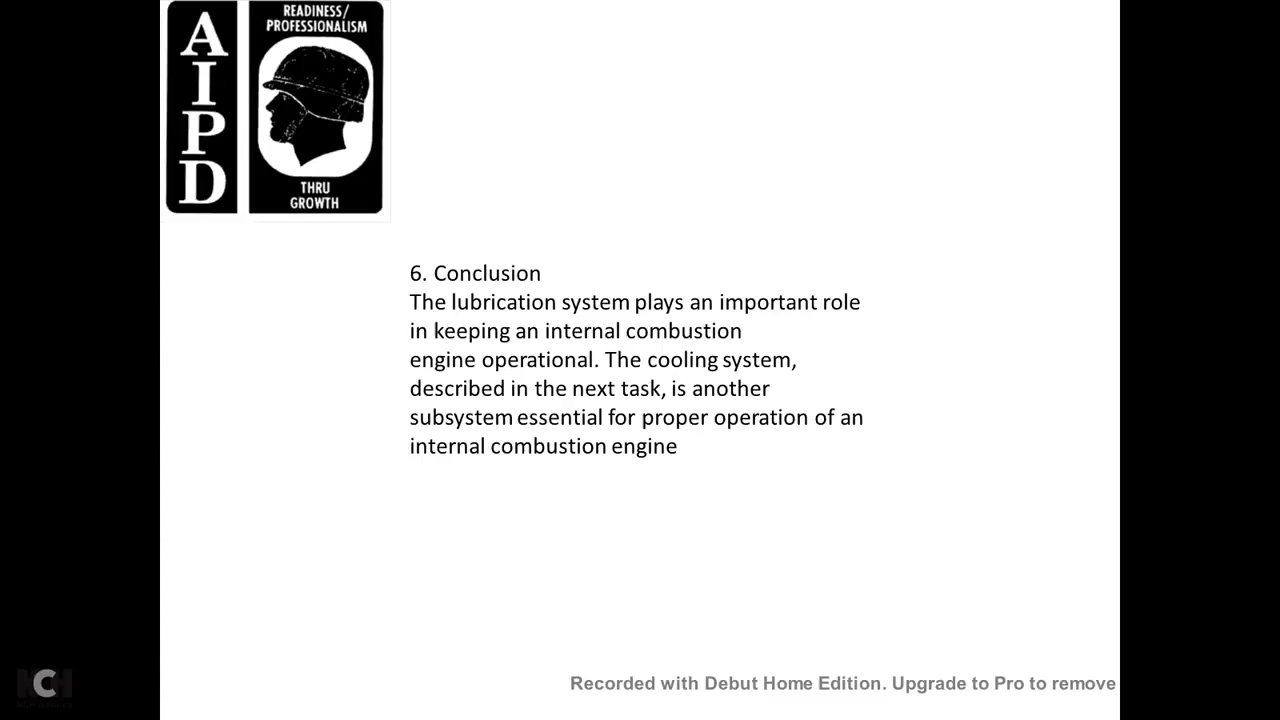 A
I
P
D
READINESS/
PROFESSIONALISM
THRU
GROWTH
6. Conclusion
The lubrication system plays an important role
in keeping an internal combustion
engine operational. The cooling system,
described in the next task, is another
subsystem essential for proper operation of an
internal combustion engine
NCH
Recorded with Debut Home Edition. Upgrade to Pro to remove